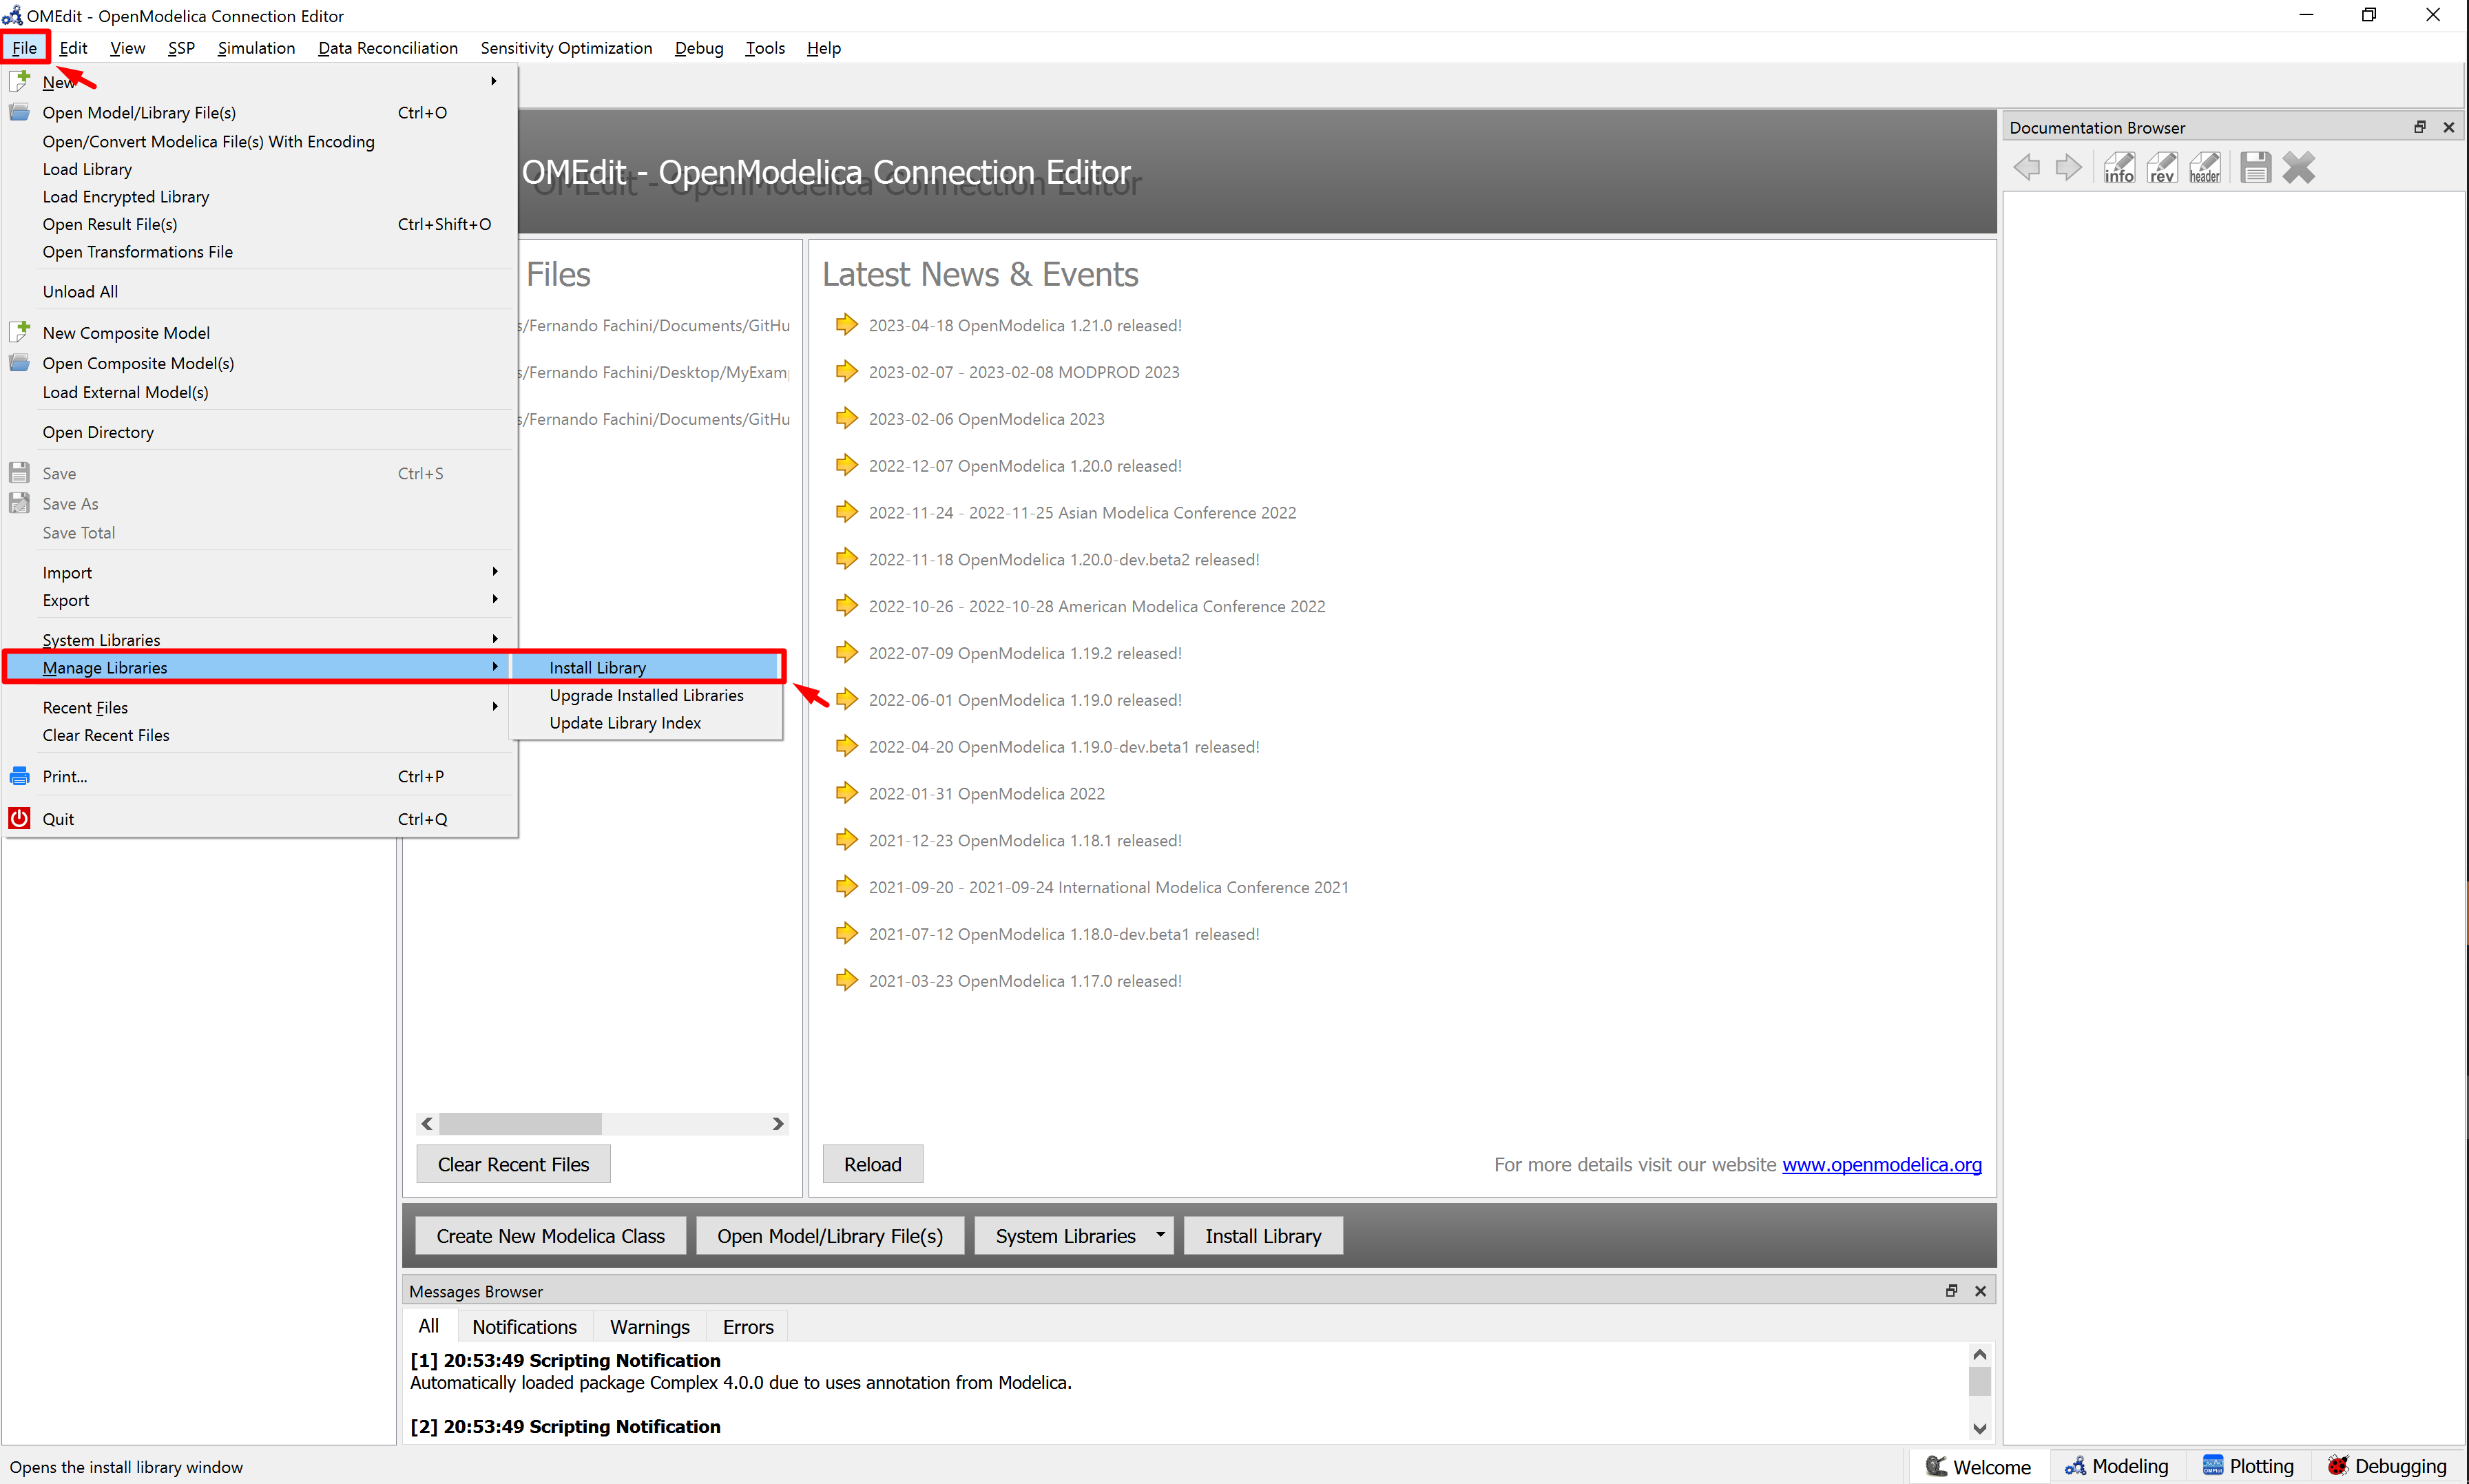 OMEdit - OpenModelica Connection Editor
File Edit View SSP Simulation Data Reconciliation Sensitivity Optimization Debug Tools Help
New
Open Model/Library File(s) Ctrl+O
Open/Convert Modelica File(s) With Encoding
Load Library
Load Encrypted Library
Open Result File(s) Ctrl+Shift+O
Open Transformations File
Unload All
New Composite Model
Open Composite Model(s)
Load External Model(s)
Open Directory
Save Ctrl+S
Save As
Save Total
Import
Export
System Libraries
Manage Libraries
Recent Files
Clear Recent Files
Print... Ctrl+P
Quit Ctrl+Q
Install Library
Upgrade Installed Libraries
Update Library Index
OMEdit - OpenModelica Connection Editor
Files
s/Fernando Fachini/Documents/GitHu
s/Fernando Fachini/Desktop/MyExam
s/Fernando Fachini/Documents/GitHu
Clear Recent Files
Latest News & Events
2023-04-18 OpenModelica 1.21.0 released!
2023-02-07 - 2023-02-08 MODPROD 2023
2023-02-06 OpenModelica 2023
2022-12-07 OpenModelica 1.20.0 released!
2022-11-24 - 2022-11-25 Asian Modelica Conference 2022
2022-11-18 OpenModelica 1.20.0-dev.beta2 released!
2022-10-26 - 2022-10-28 American Modelica Conference 2022
2022-07-09 OpenModelica 1.19.2 released!
2022-06-01 OpenModelica 1.19.0 released!
2022-04-20 OpenModelica 1.19.0-dev.beta1 released!
2022-01-31 OpenModelica 2022
2021-12-23 OpenModelica 1.18.1 released!
2021-09-20 - 2021-09-24 International Modelica Conference 2021
2021-07-12 OpenModelica 1.18.0-dev.beta1 released!
2021-03-23 OpenModelica 1.17.0 released!
Reload
For more details visit our website www.openmodelica.org
Create New Modelica Class Open Model/Library File(s) System Libraries Install Library
Messages Browser
All Notifications Warnings Errors
[1] 20:53:49 Scripting Notification
Automatically loaded package Complex 4.0.0 due to uses annotation from Modelica.
[2] 20:53:49 Scripting Notification
Documentation Browser
info rev header
Opens the install library window
Welcome Modeling Plotting Debugging